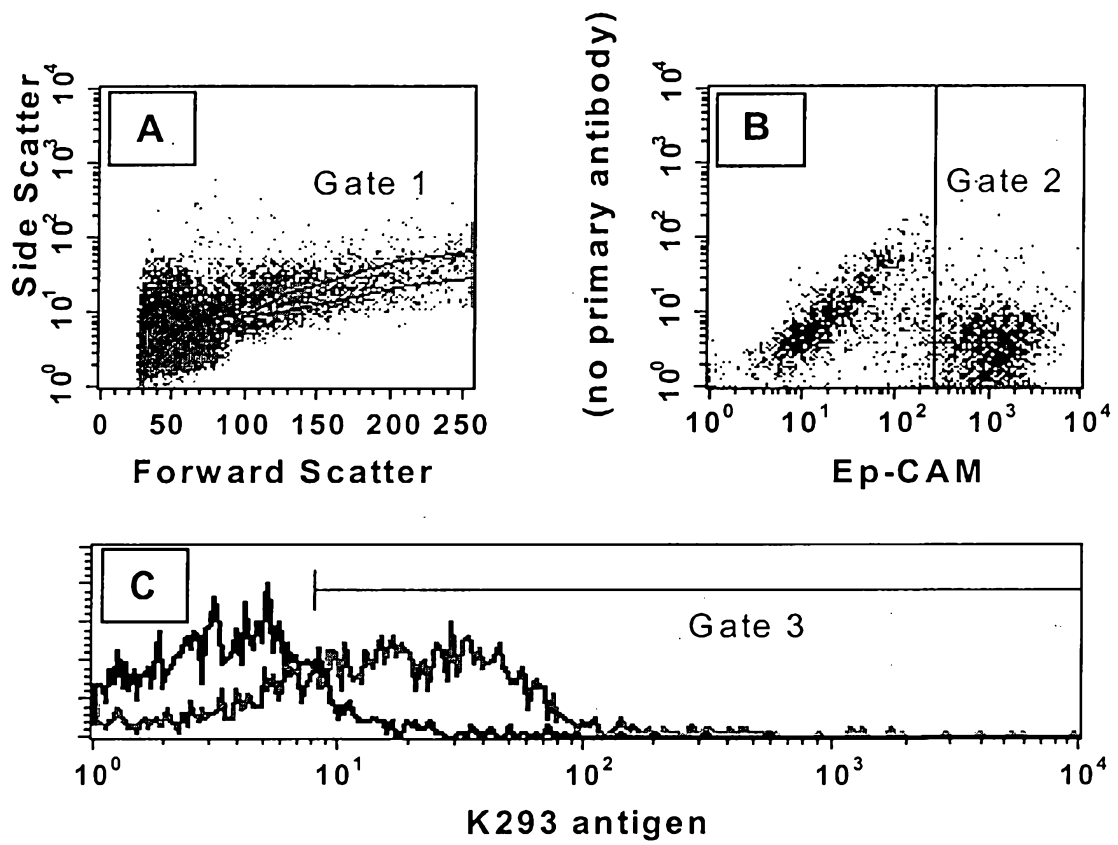 A
Gate 1
Side Scatter
10^4
10^3
10^2
10^1
10^0
0 50 100 150 200 250
Forward Scatter
B
Gate 2
(no primary antibody)
10^4
10^3
10^2
10^1
10^0
10^0 10^1 10^2 10^3 10^4
Ep-CAM
C
Gate 3
10^0 10^1 10^2 10^3 10^4
K293 antigen